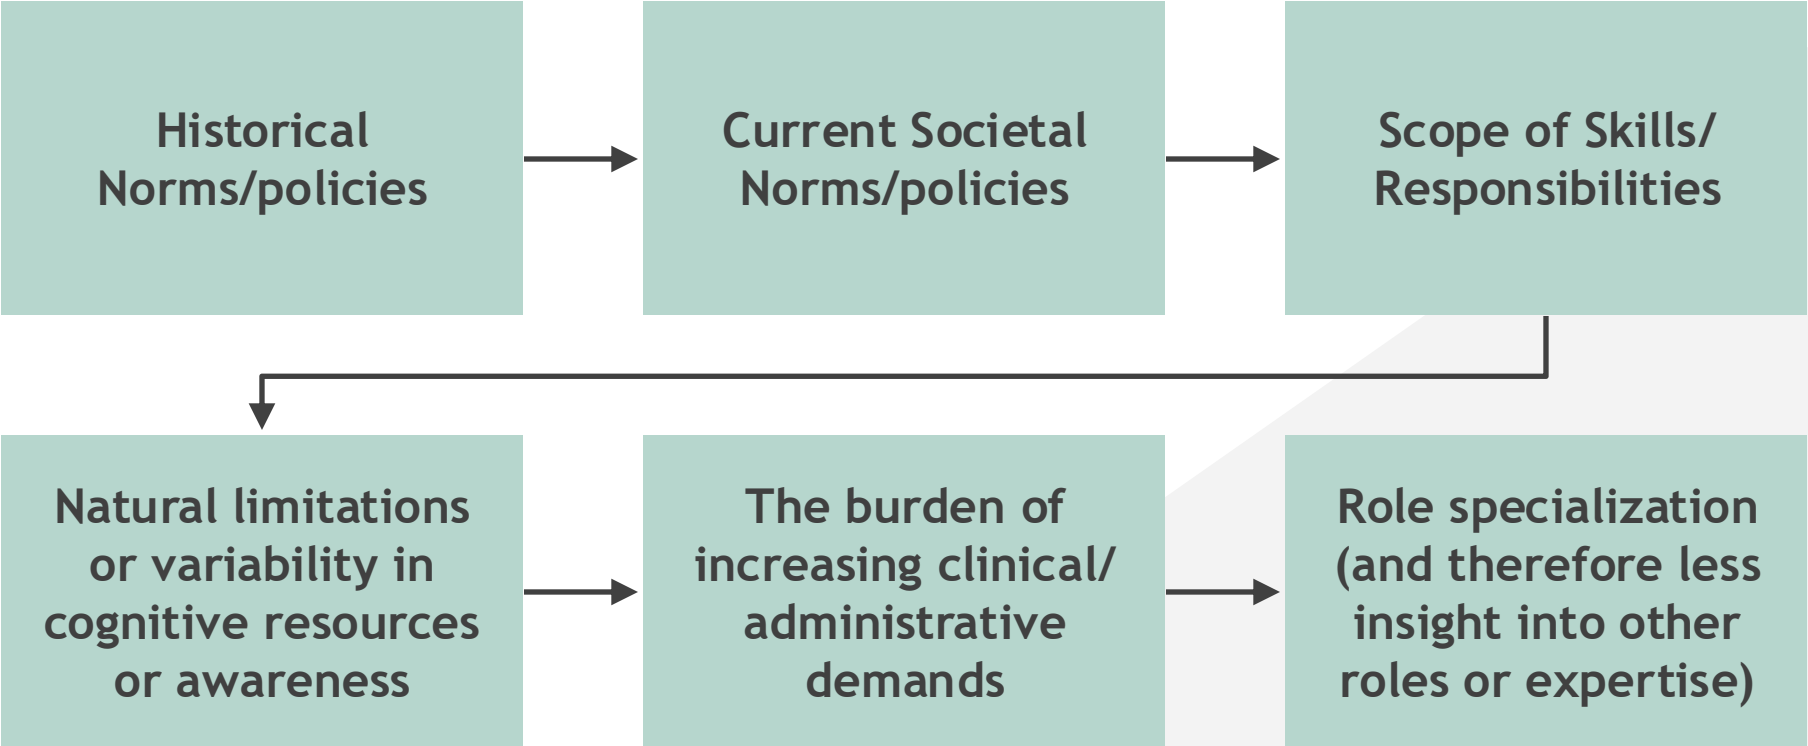 Historical
Norms/policies
Current Societal
Norms/policies
Scope of Skills/
Responsibilities
Natural limitations
or variability in
cognitive resources
or awareness
The burden of
increasing clinical/
administrative
demands
Role specialization
(and therefore less
insight into other
roles or expertise)